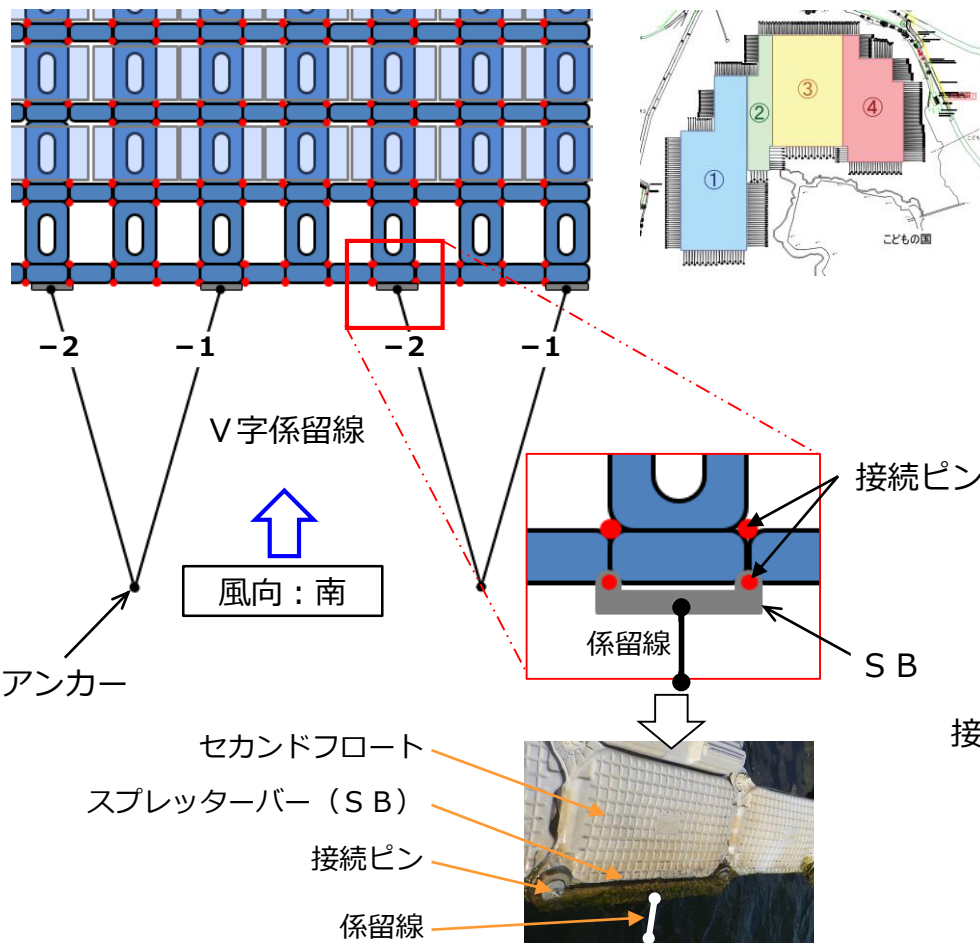 ①
②
③
④
こどもの国
−2
−1
−2
−1
V字係留線
風向：南
アンカー
接続ピン
係留線
SB
接
セカンドフロート
スプレッターバー（SB）
接続ピン
係留線